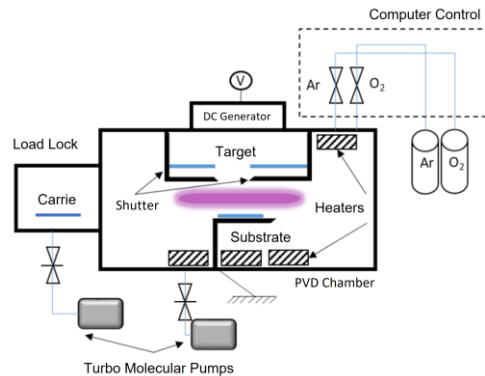 Computer Control
V
Ar
O2
DC Generator
Ar
O2
Load Lock
Target
Carrie
Shutter
Heaters
Substrate
PVD Chamber
Turbo Molecular Pumps